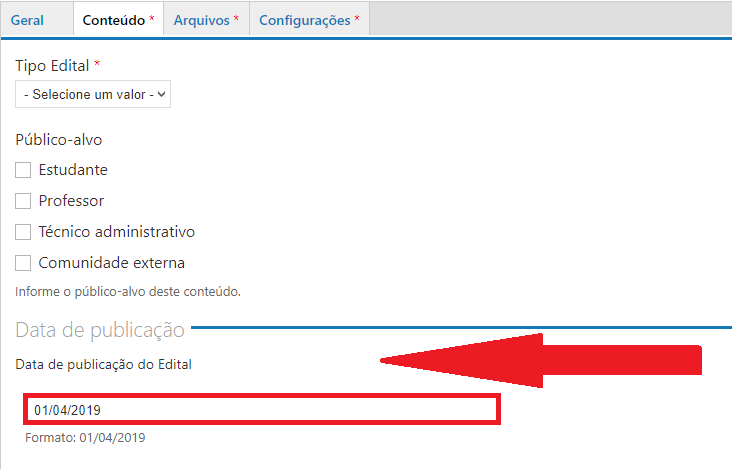 Geral Conteúdo * Arquivos * Configurações *
Tipo Edital *
- Selecione um valor -
Público-alvo
Estudante
Professor
Técnico administrativo
Comunidade externa
Informe o público-alvo deste conteúdo.
Data de publicação
Data de publicação do Edital
01/04/2019
Formato: 01/04/2019